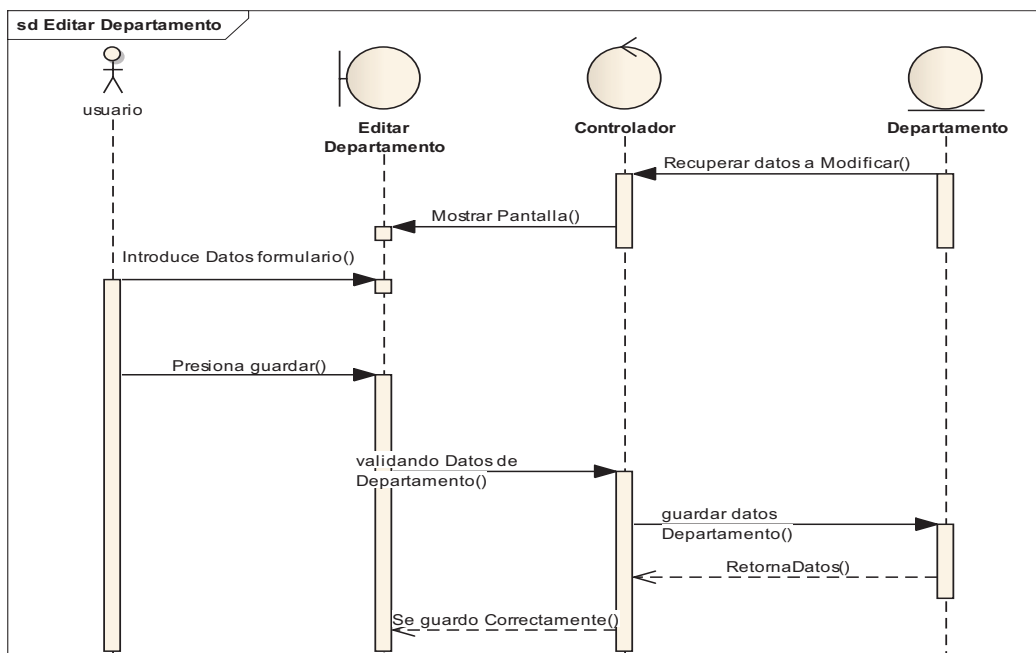 sd Editar Departamento
usuario
Editar
Departamento
Controlador
Departamento
Recuperar datos a Modificar()
Mostrar Pantalla()
Introduce Datos formulario()
Presiona guardar()
validando Datos de
Departamento()
guardar datos
Departamento()
RetornaDatos()
Se guardo Correctamente()